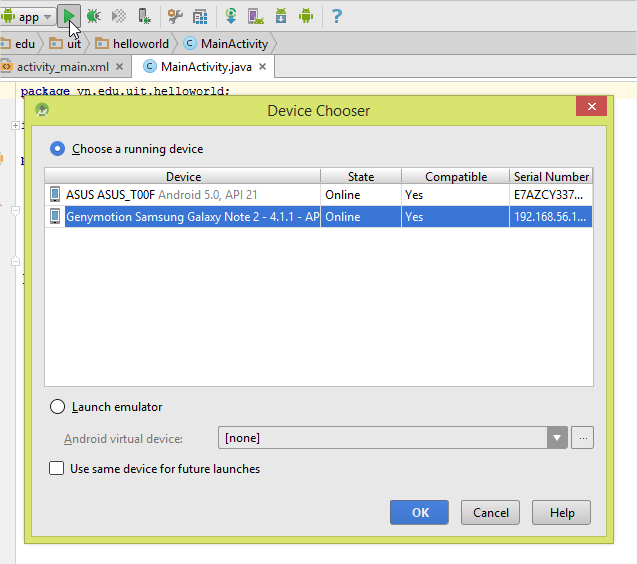 app
edu uit helloworld MainActivity
activity_main.xml MainActivity.java
package vn.edu.uit.helloworld;
Device Chooser
Choose a running device
Device State Compatible Serial Number
ASUS ASUS_T00F Android 5.0, API 21 Online Yes E7AZCY337...
Genymotion Samsung Galaxy Note 2 - 4.1.1 - AP Online Yes 192.168.56.1...
Launch emulator
Android virtual device: [none] ...
Use same device for future launches
OK Cancel Help